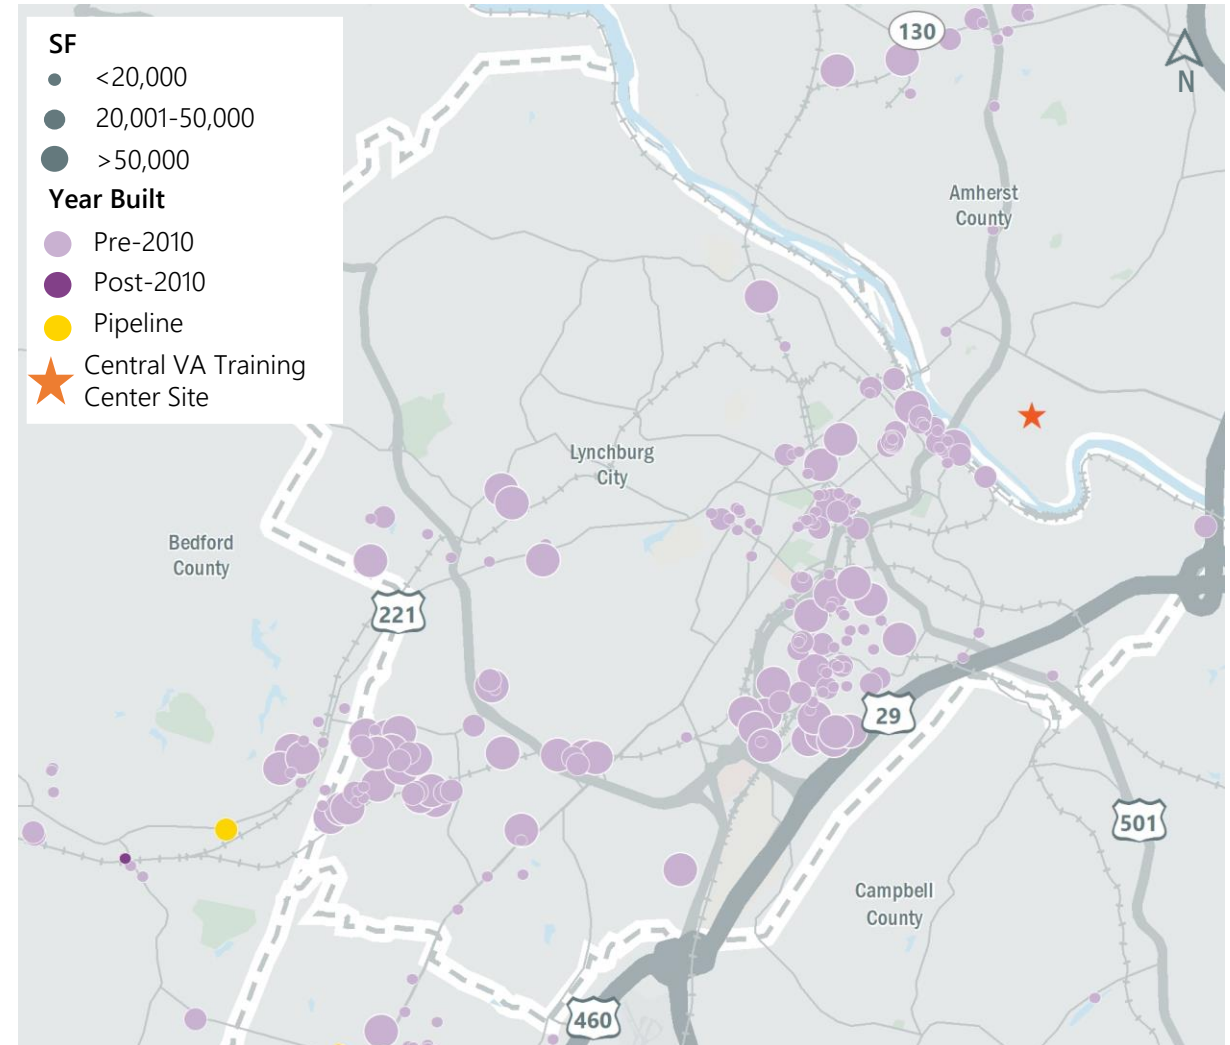 SF
<20,000
20,001-50,000
>50,000
Year Built
Pre-2010
Post-2010
Pipeline
Central VA Training
Center Site
130
N
Amherst
County
Lynchburg
City
Bedford
County
221
29
501
Campbell
County
460